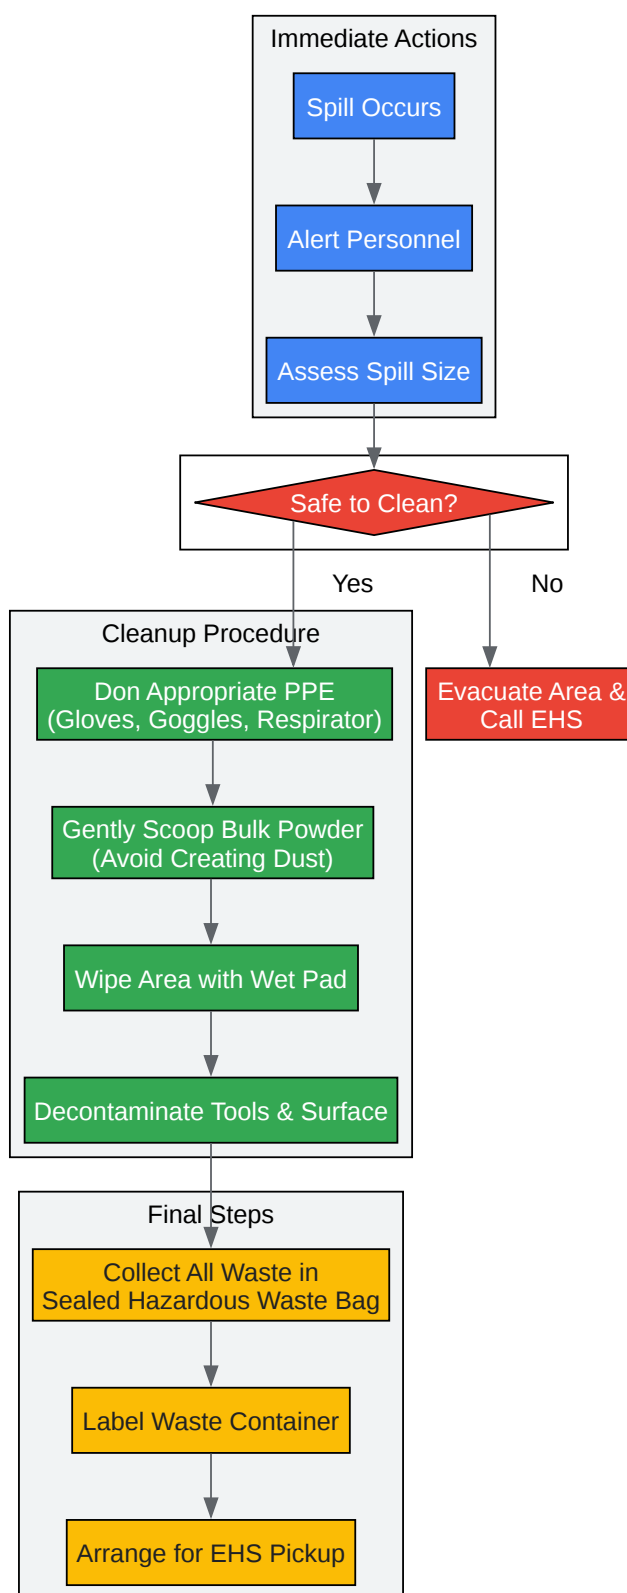 Immediate Actions
Spill Occurs
Alert Personnel
Assess Spill Size
Safe to Clean?
Yes
No
Cleanup Procedure
Don Appropriate PPE
(Gloves, Goggles, Respirator)
Evacuate Area &
Call EHS
Gently Scoop Bulk Powder
(Avoid Creating Dust)
Wipe Area with Wet Pad
Decontaminate Tools & Surface
Final Steps
Collect All Waste in
Sealed Hazardous Waste Bag
Label Waste Container
Arrange for EHS Pickup